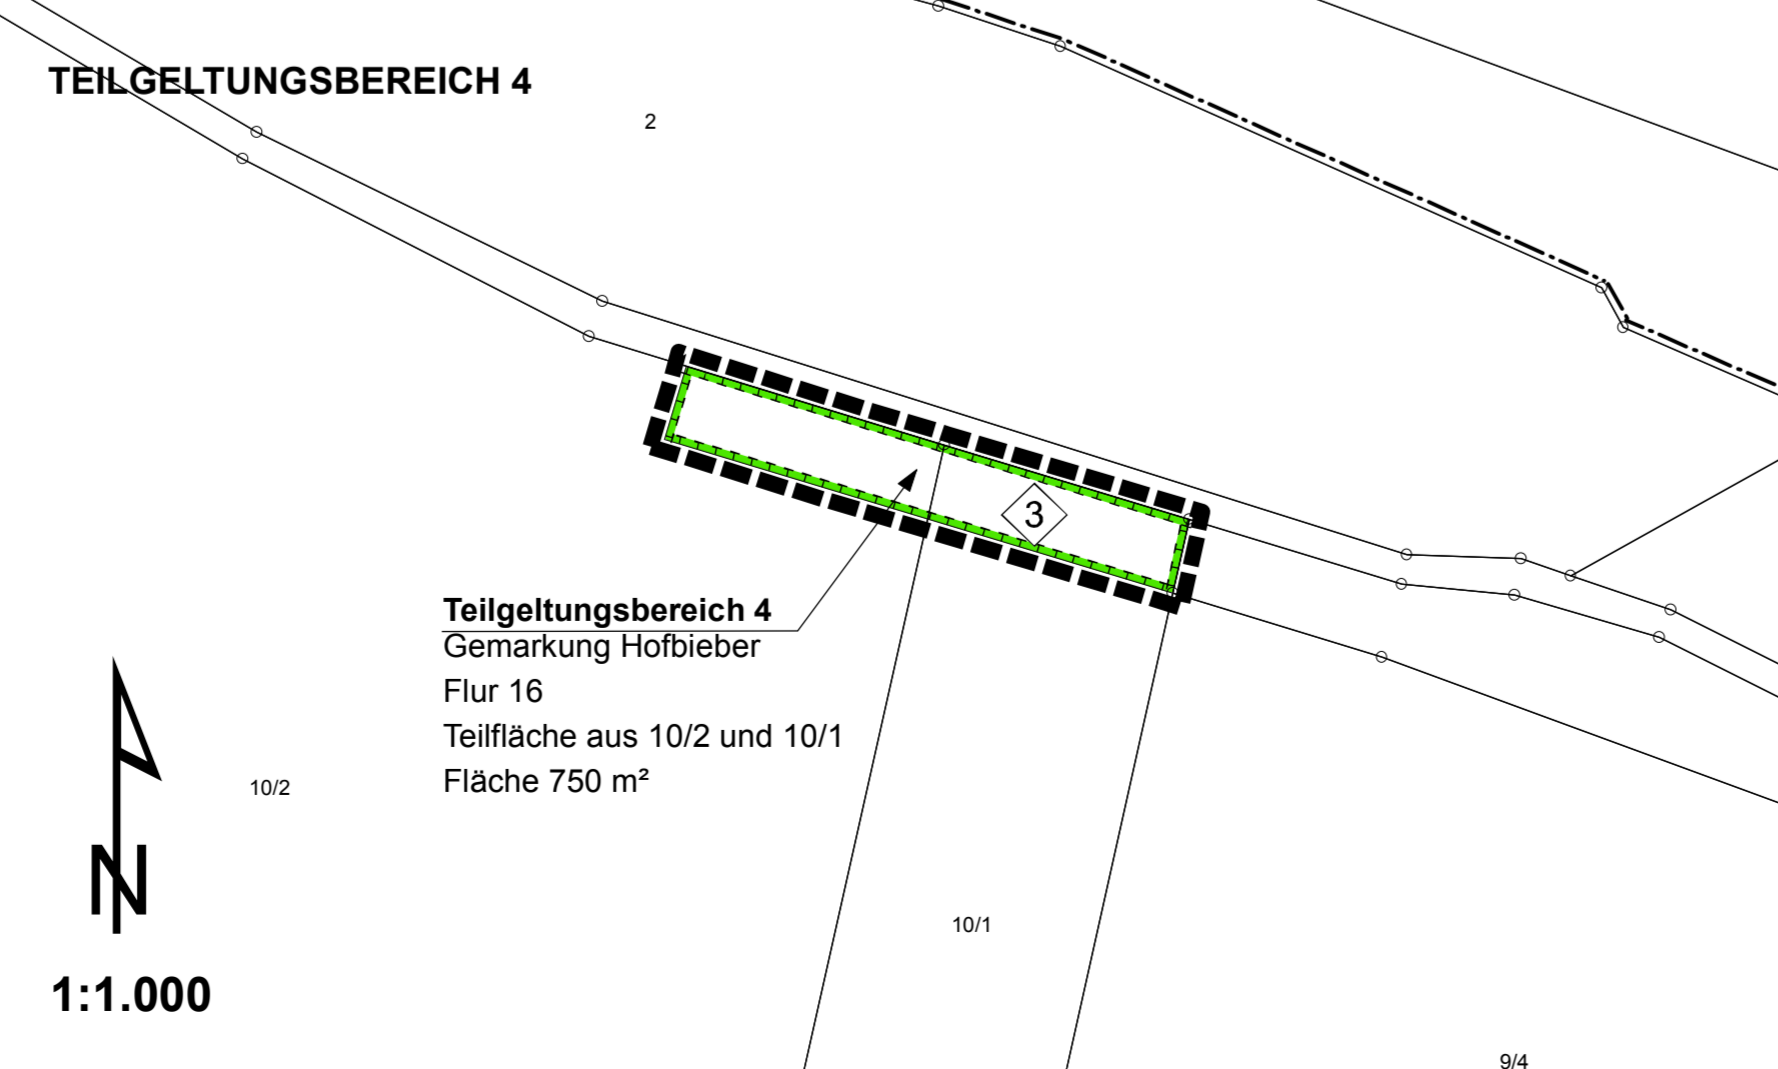 TEILGELTUNGSBEREICH 4
2
3
Teilgeltungsbereich 4
Gemarkung Hofbieber
Flur 16
Teilfläche aus 10/2 und 10/1
Fläche 750 m²
10/2
N
10/1
1:1.000
9/4